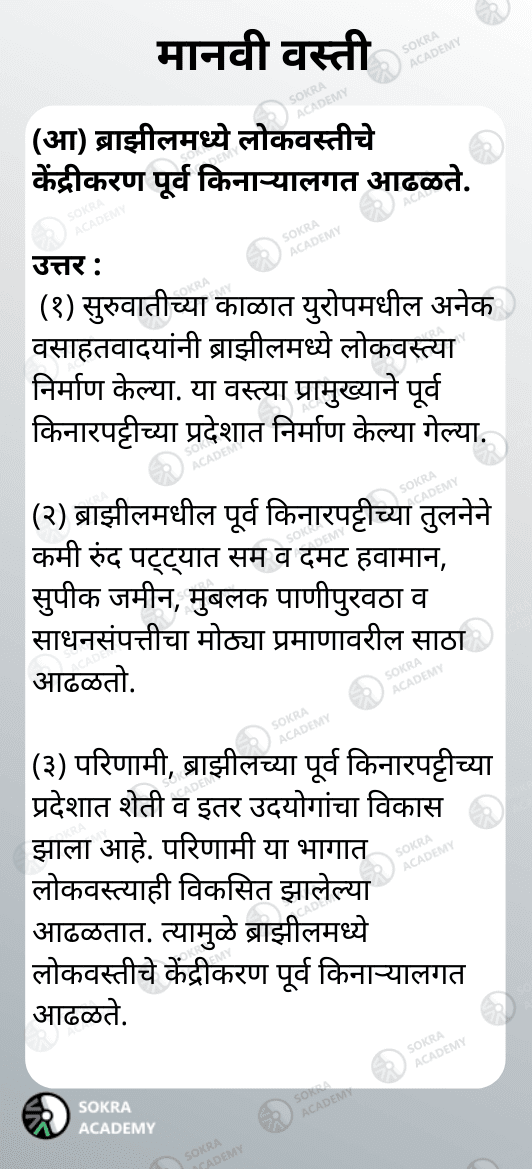 मानवी वस्ती
(आ) ब्राझीलमध्ये लोकवस्तीचे
केंद्रीकरण पूर्व किनाऱ्यालगत आढळते.
उत्तर :
(१) सुरुवातीच्या काळात युरोपमधील अनेक
वसाहतवादयांनी ब्राझीलमध्ये लोकवस्त्या
निर्माण केल्या. या वस्त्या प्रामुख्याने पूर्व
किनारपट्टीच्या प्रदेशात निर्माण केल्या गेल्या.
(२) ब्राझीलमधील पूर्व किनारपट्टीच्या तुलनेने
कमी रुंद पट्ट्यात सम व दमट हवामान,
सुपीक जमीन, मुबलक पाणीपुरवठा व
साधनसंपत्तीचा मोठ्या प्रमाणावरील साठा
आढळतो.
(३) परिणामी, ब्राझीलच्या पूर्व किनारपट्टीच्या
प्रदेशात शेती व इतर उदयोगांचा विकास
झाला आहे. परिणामी या भागात
लोकवस्त्याही विकसित झालेल्या
आढळतात. त्यामुळे ब्राझीलमध्ये
लोकवस्तीचे केंद्रीकरण पूर्व किनाऱ्यालगत
आढळते.
SOKRA
ACADEMY